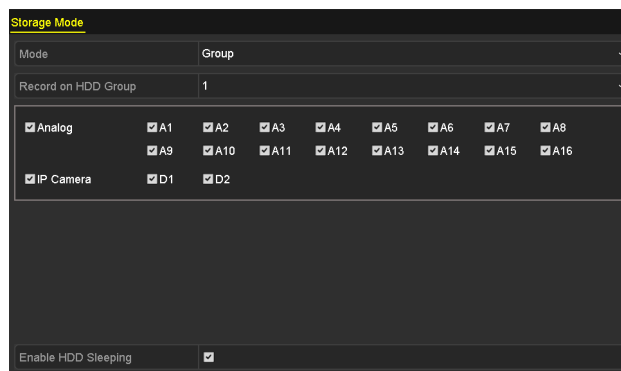 Storage Mode
Mode Group
Record on HDD Group 1
Analog A1 A2 A3 A4 A5 A6 A7 A8
A9 A10 A11 A12 A13 A14 A15 A16
IP Camera D1 D2
Enable HDD Sleeping